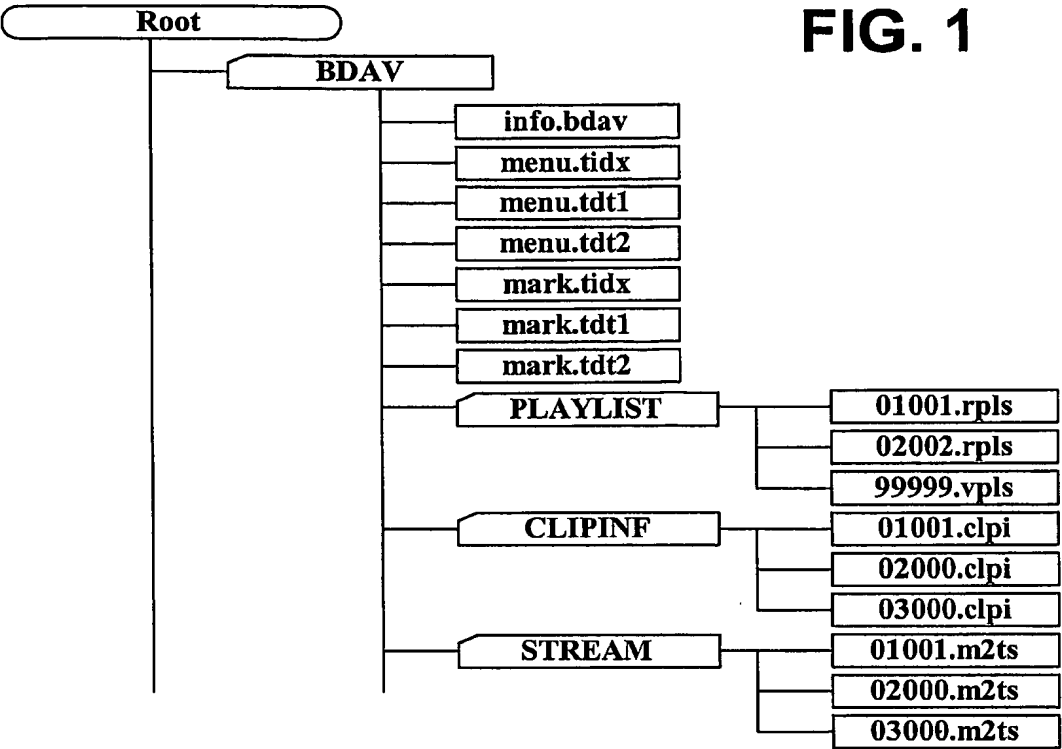 FIG. 1
Root
BDAV
info.bdav
menu.tidx
menu.tdt1
menu.tdt2
mark.tidx
mark.tdt1
mark.tdt2
PLAYLIST
01001.rpls
02002.rpls
99999.vpls
CLIPINF
01001.clpi
02000.clpi
03000.clpi
STREAM
01001.m2ts
02000.m2ts
03000.m2ts